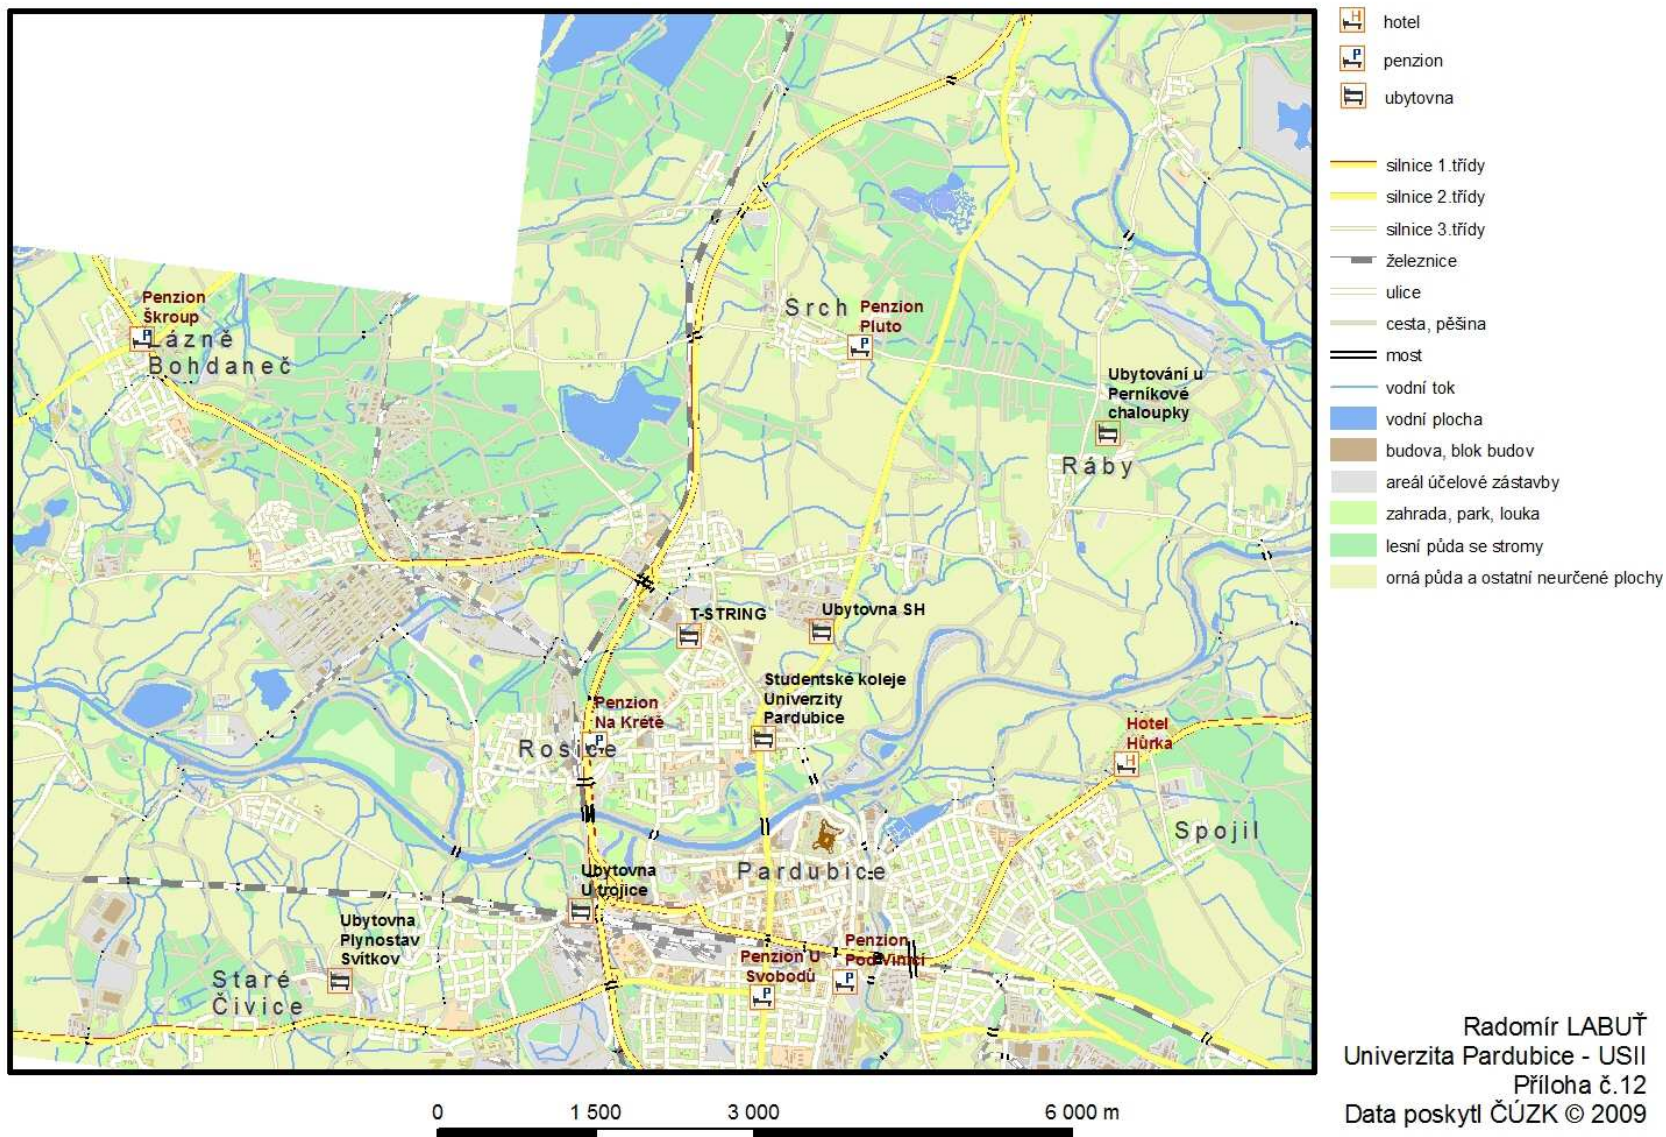 hotel
penzion
ubytovna
silnice 1.třídy
silnice 2.třídy
silnice 3.třídy
železnice
ulice
cesta, pěšina
most
vodní tok
vodní plocha
budova, blok budov
areál účelové zástavby
zahrada, park, louka
lesní půda se stromy
orná půda a ostatní neurčené plochy
Penzion
Škroup
Lázně
Bohdaneč
Srch
Penzion
Pluto
Ubytování u
Perníkové
chaloupky
Ráby
T-STRING
Ubytovna SH
Studentské koleje
Univerzity
Pardubice
Penzion
Na Krétě
Rosice
Hotel
Hůrka
Spojil
Pardubice
Ubytovna
U trojice
Ubytovna
Plynostav
Svítkov
Staré
Čivice
Penzion U
Svobodů
Penzion
Pod Vinicí
0 1 500 3 000 6 000 m
Radomír LABUŤ
Univerzita Pardubice - USII
Příloha č.12
Data poskytl ČÚZK © 2009